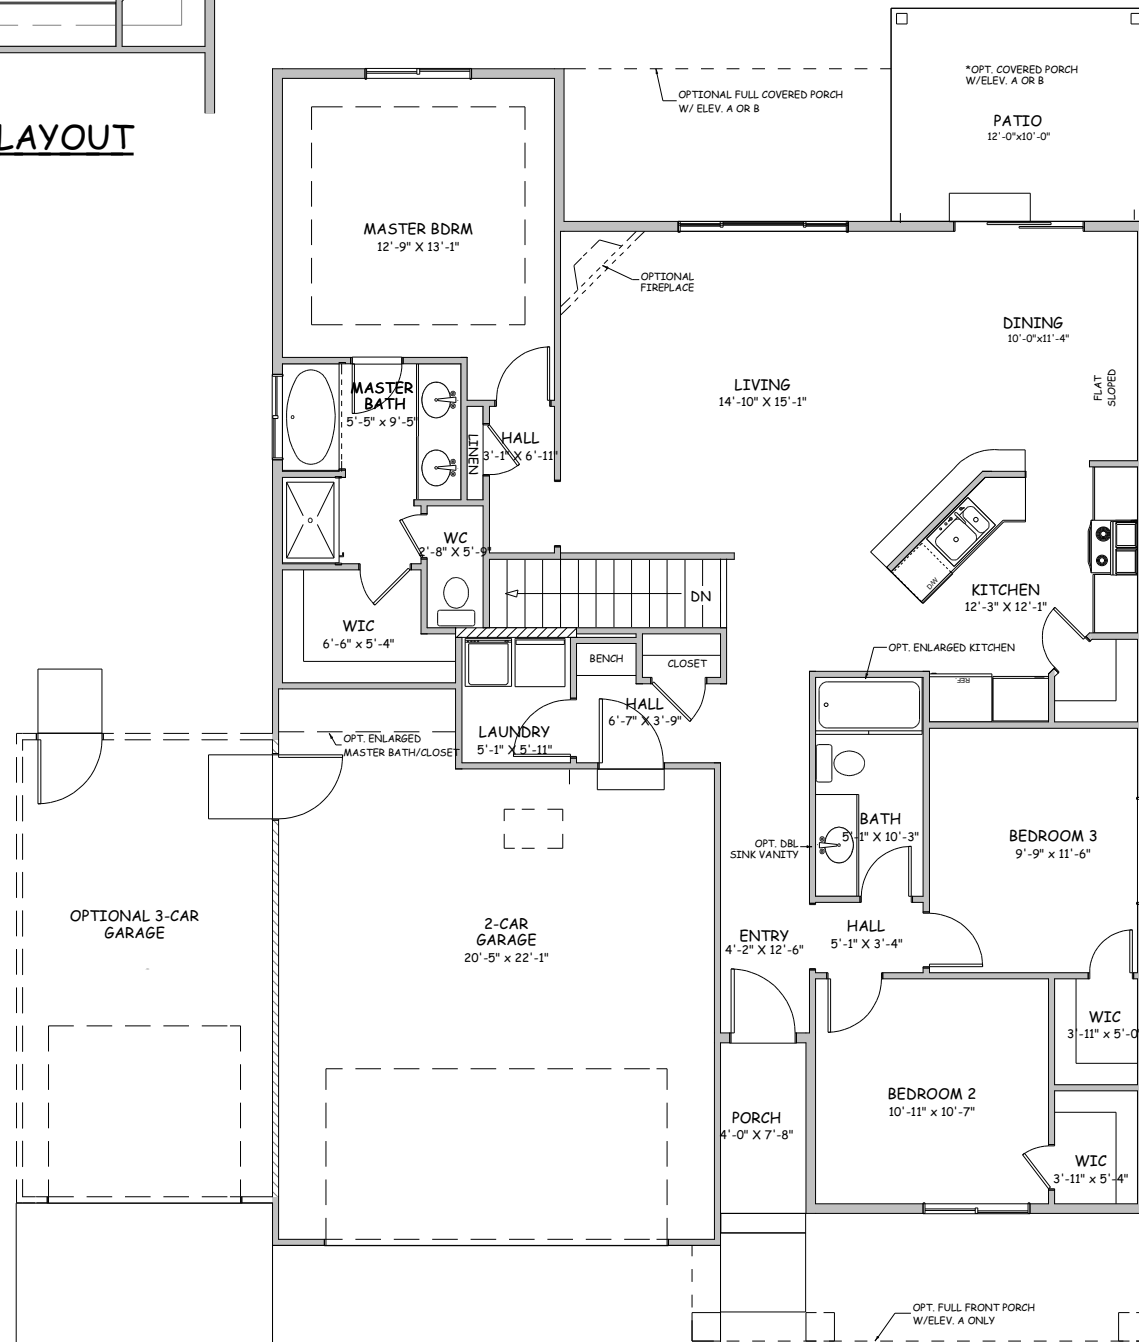 LAYOUT
*OPT. COVERED PORCH
W/ELEV. A OR B
PATIO
12'-0"x10'-0"
OPTIONAL FULL COVERED PORCH
W/ ELEV. A OR B
MASTER BDRM
12'-9" X 13'-1"
OPTIONAL
FIREPLACE
DINING
10'-0"x11'-4"
LIVING
14'-10" X 15'-1"
FLAT
SLOPED
MASTER
BATH
5'-5" x 9'-5"
LINEN
HALL
3'-1" X 6'-11"
WC
2'-8" X 5'-9"
DN
D/W
KITCHEN
12'-3" X 12'-1"
WIC
6'-6" x 5'-4"
BENCH
CLOSET
OPT. ENLARGED KITCHEN
REF
HALL
6'-7" X 3'-9"
LAUNDRY
5'-1" X 5'-11"
OPT. ENLARGED
MASTER BATH/CLOSET
BATH
5'-1" X 10'-3"
OPT. DBL
SINK VANITY
BEDROOM 3
9'-9" x 11'-6"
OPTIONAL 3-CAR
GARAGE
2-CAR
GARAGE
20'-5" x 22'-1"
ENTRY
4'-2" X 12'-6"
HALL
5'-1" X 3'-4"
WIC
3'-11" x 5'-0
BEDROOM 2
10'-11" x 10'-7"
PORCH
4'-0" X 7'-8"
WIC
3'-11" x 5'-4"
OPT. FULL FRONT PORCH
W/ELEV. A ONLY